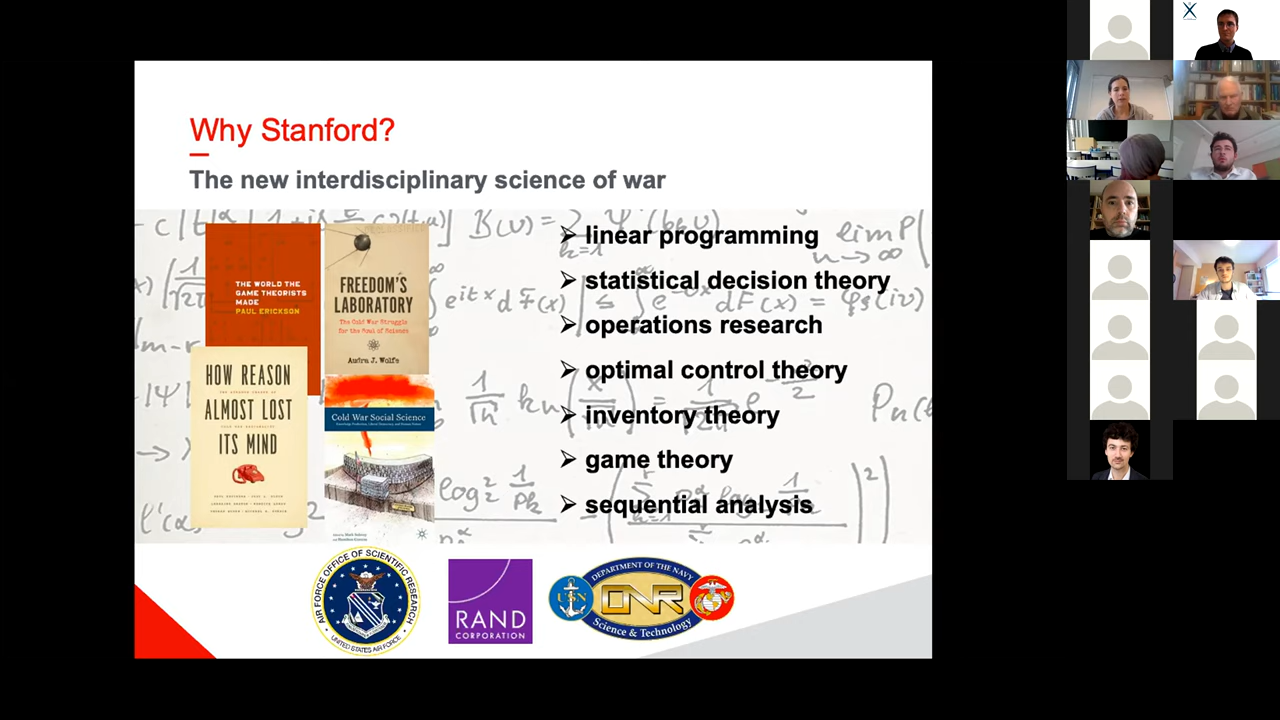 Why Stanford?
The new interdisciplinary science of war
THE WORLD THE
GAME THEORISTS
MADE
PAUL ERICKSON
FREEDOM'S
LABORATORY
The Cold War Struggle
for the Soul of Science
Audra J. Wolfe
HOW REASON
ALMOST LOST
ITS MIND
Cold War Social Science
➢ linear programming
➢ statistical decision theory
➢ operations research
➢ optimal control theory
➢ inventory theory
➢ game theory
➢ sequential analysis
AIR FORCE OFFICE OF SCIENTIFIC RESEARCH
UNITED STATES AIR FORCE
RAND
CORPORATION
DEPARTMENT OF THE NAVY
USN
ONR
Science & Technology